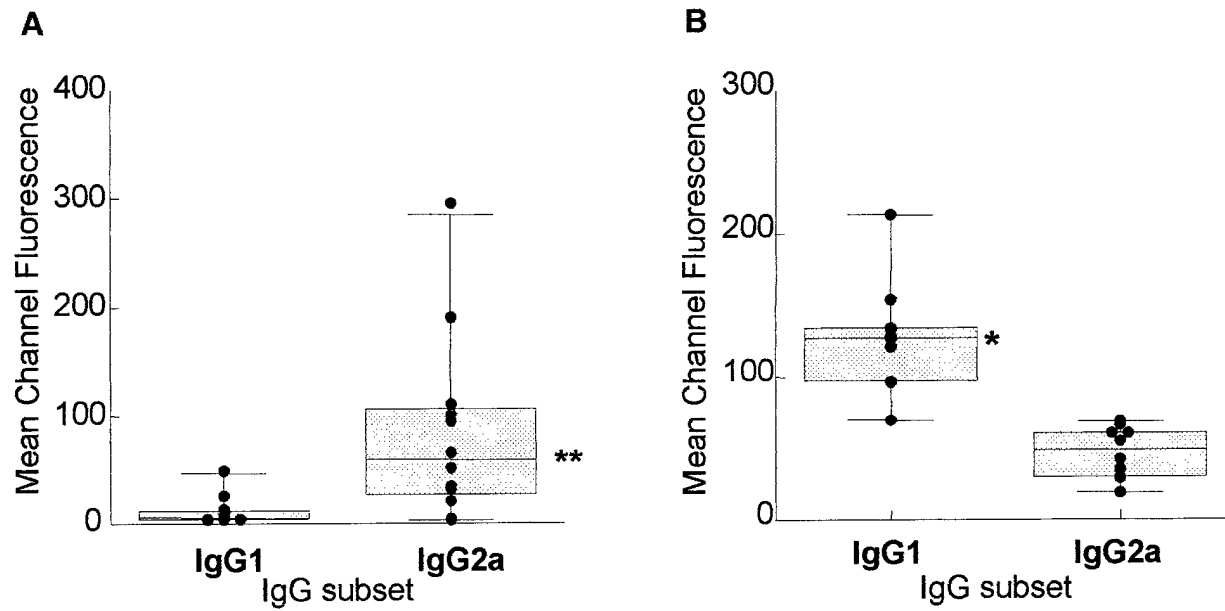 A
Mean Channel Fluorescence
400
300
200
100
0
**
IgG1 IgG2a
IgG subset
B
Mean Channel Fluorescence
300
200
100
0
*
IgG1 IgG2a
IgG subset